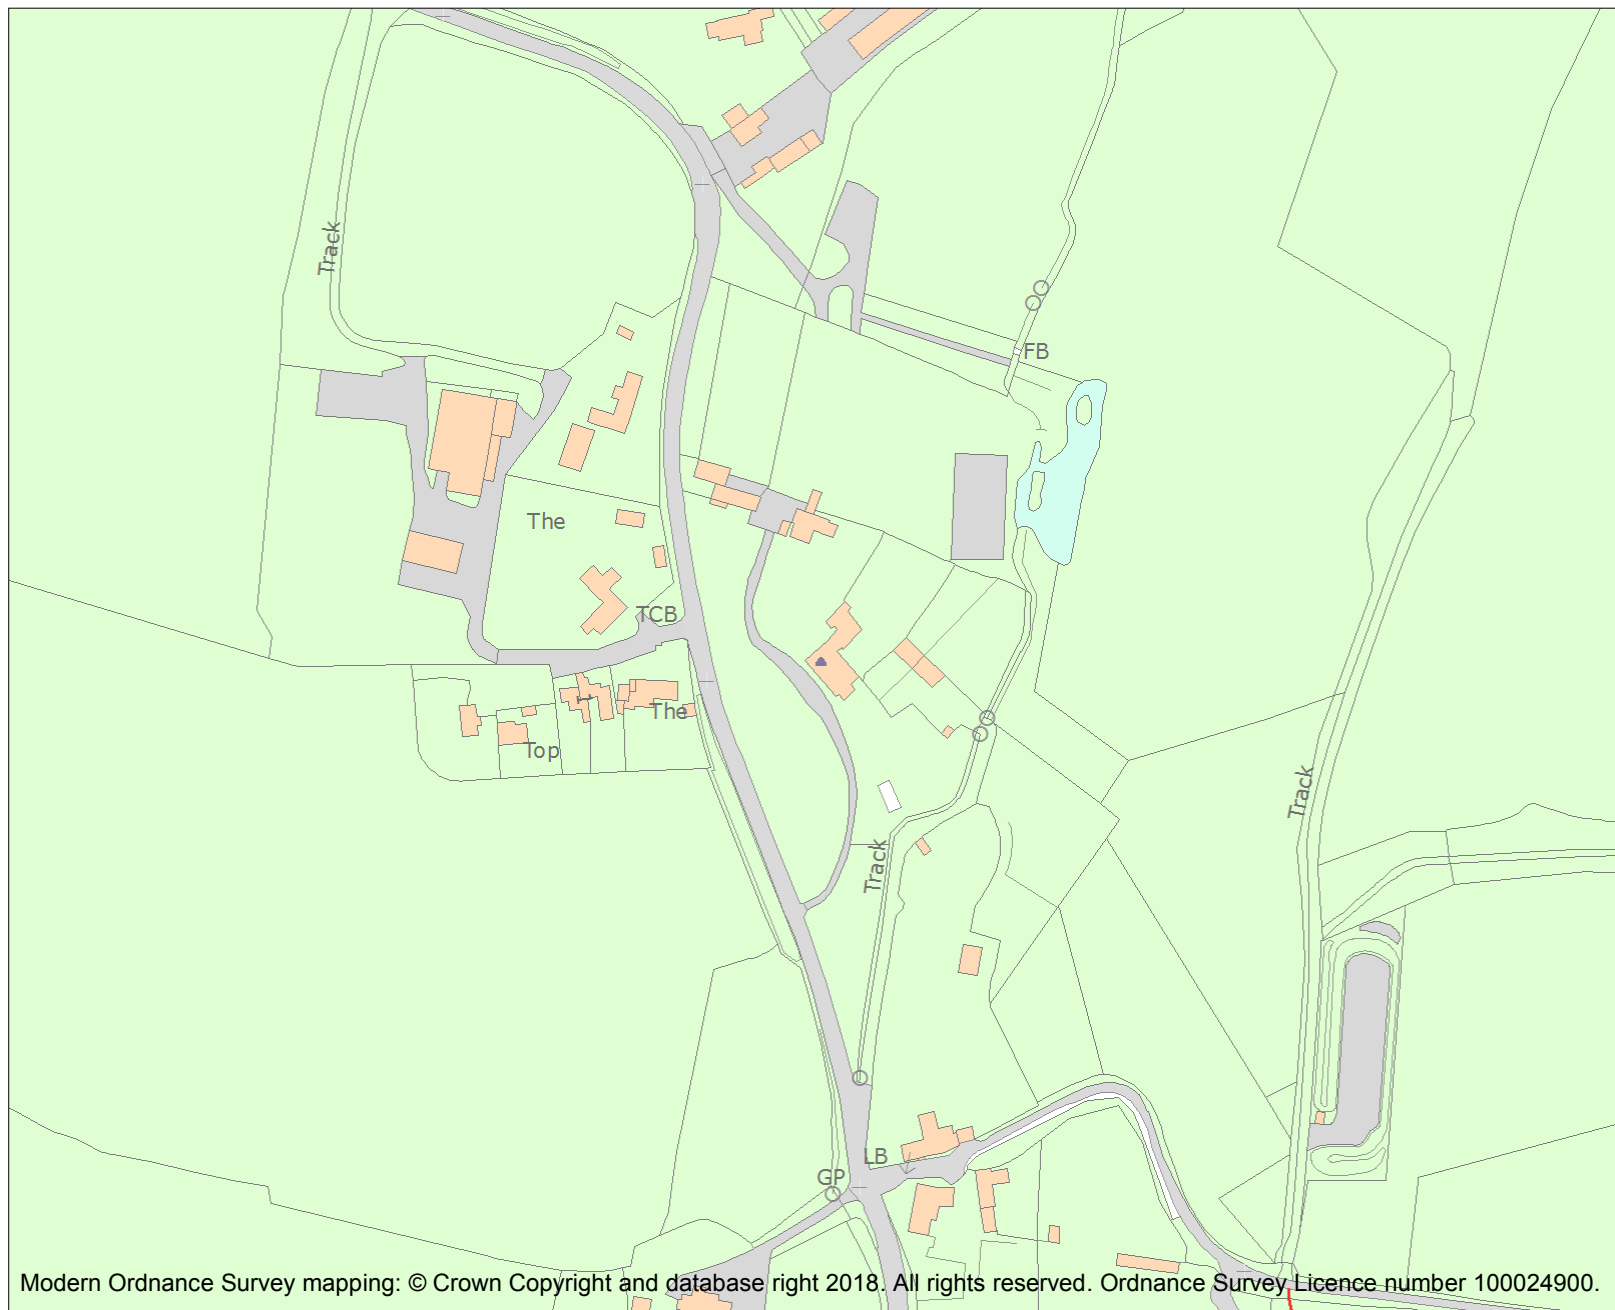 Track
FB
The
TCB
1
The
Top
Track
Track
LB
GP
Modern Ordnance Survey mapping: © Crown Copyright and database right 2018. All rights reserved. Ordnance Survey Licence number 100024900.